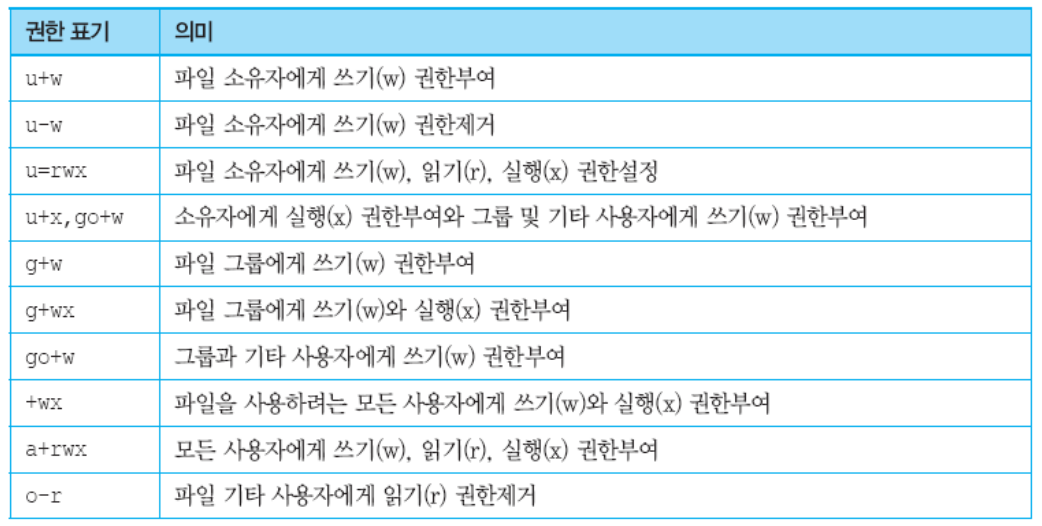 권한 표기 의미
u+w 파일 소유자에게 쓰기(w) 권한부여
u-w 파일 소유자에게 쓰기(w) 권한제거
u=rwx 파일 소유자에게 쓰기(w), 읽기(r), 실행(x) 권한설정
u+x,go+w 소유자에게 실행(x) 권한부여와 그룹 및 기타 사용자에게 쓰기(w) 권한부여
g+w 파일 그룹에게 쓰기(w) 권한부여
g+wx 파일 그룹에게 쓰기(w)와 실행(x) 권한부여
go+w 그룹과 기타 사용자에게 쓰기(w) 권한부여
+wx 파일을 사용하려는 모든 사용자에게 쓰기(w)와 실행(x) 권한부여
a+rwx 모든 사용자에게 쓰기(w), 읽기(r), 실행(x) 권한부여
o-r 파일 기타 사용자에게 읽기(r) 권한제거